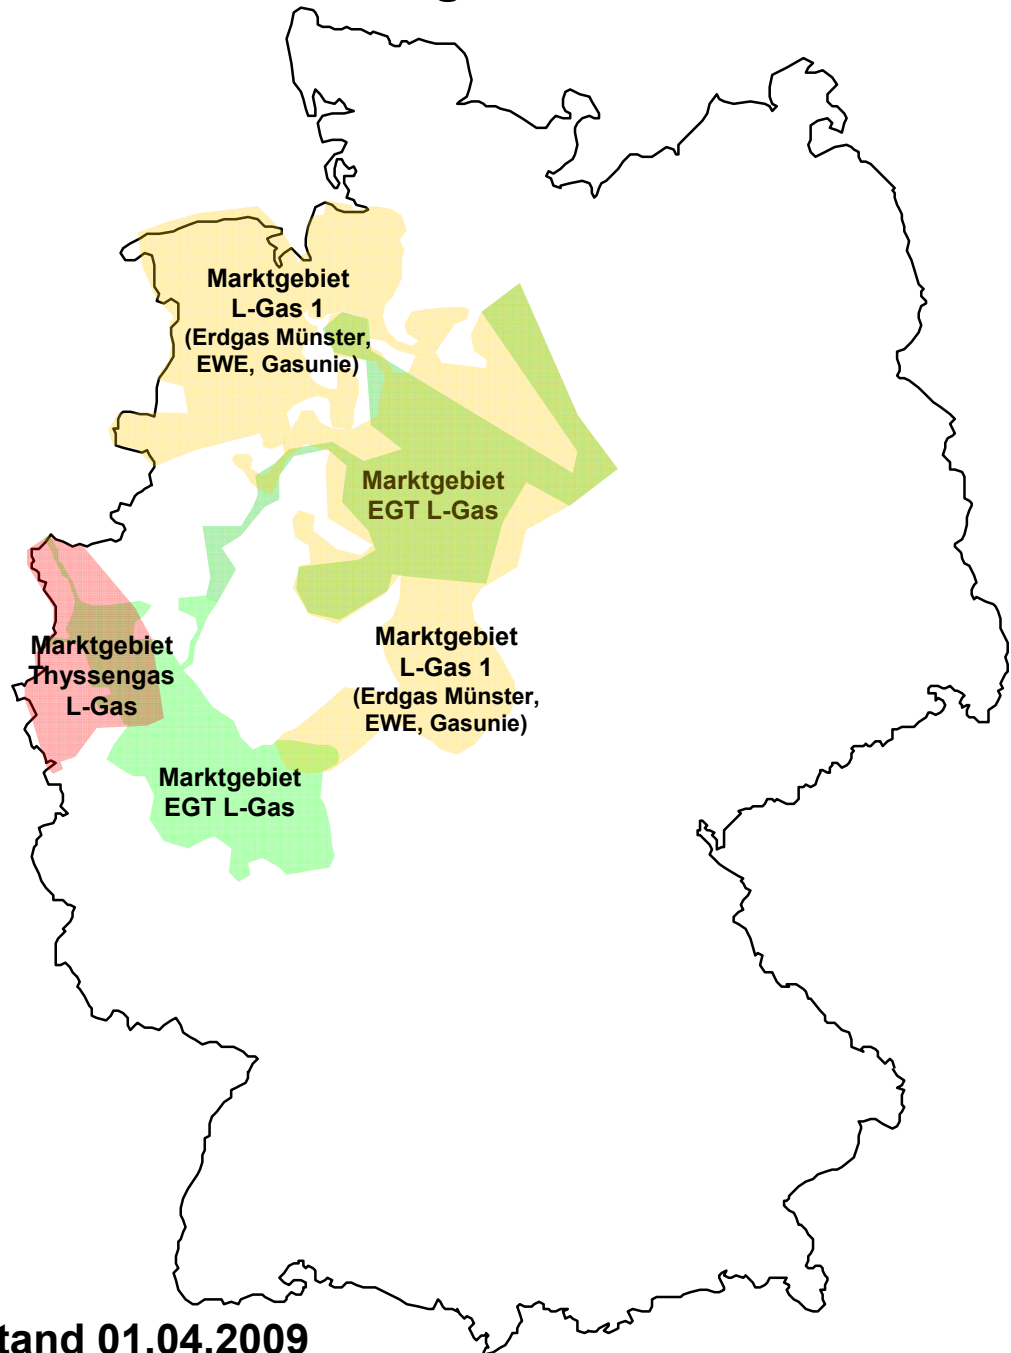 Marktgebiet
L-Gas 1
(Erdgas Münster,
EWE, Gasunie)
Marktgebiet
EGT L-Gas
Marktgebiet
L-Gas 1
(Erdgas Münster,
EWE, Gasunie)
Marktgebiet
Thyssengas
L-Gas
Marktgebiet
EGT L-Gas
tand 01.04.2009